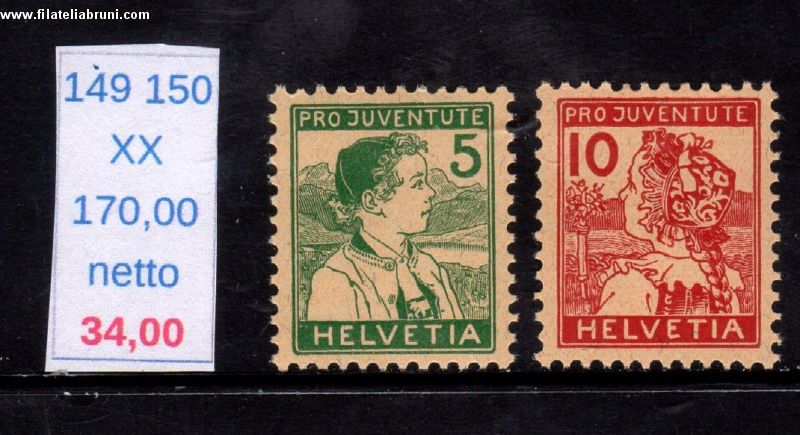 www.filateliabruni.com
149 150
XX
170,00
netto
34,00
PRO JUVENTUTE
5
HELVETIA
PRO JUVENTUTE
10
HELVETIA